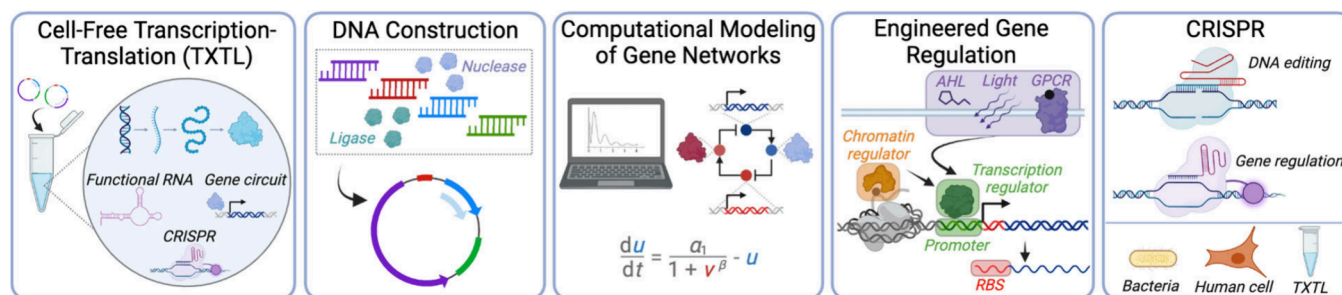 Cell-Free Transcription-
Translation (TXTL)
Functional RNA
Gene circuit
CRISPR
DNA Construction
Nuclease
Ligase
Computational Modeling
of Gene Networks
du/dt = α₁/(1 + v^β) - u
Engineered Gene
Regulation
AHL
Light
GPCR
Chromatin
regulator
Transcription
regulator
Promoter
RBS
CRISPR
DNA editing
Gene regulation
Bacteria
Human cell
TXTL